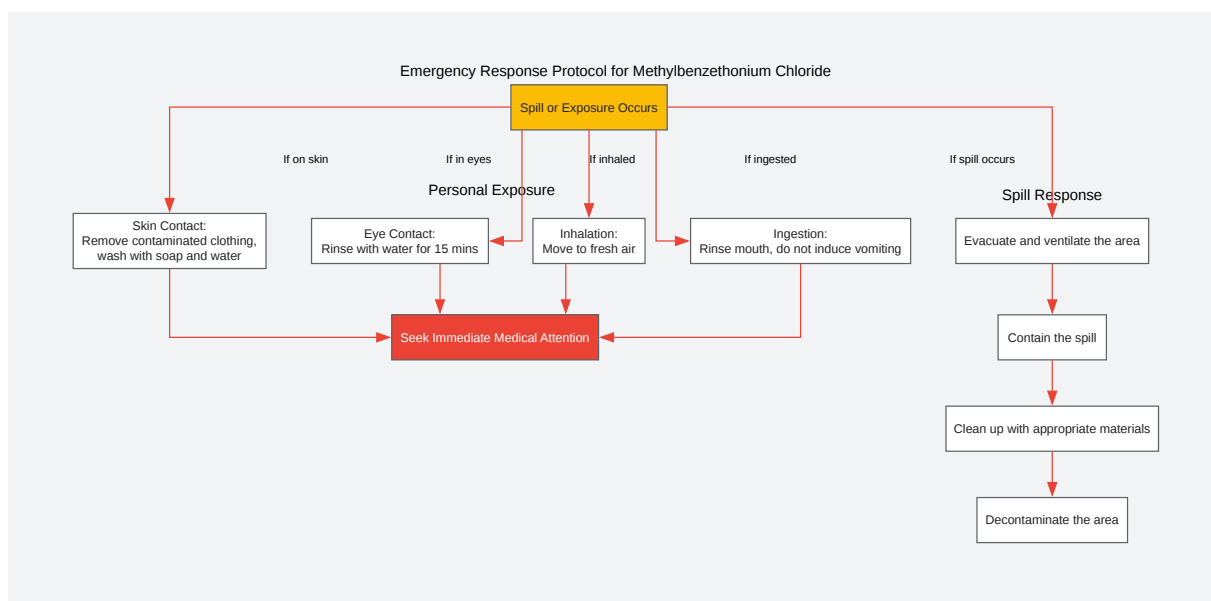 Emergency Response Protocol for Methylbenzethonium Chloride
Spill or Exposure Occurs
If on skin
If in eyes
If inhaled
If ingested
If spill occurs
Personal Exposure
Spill Response
Skin Contact:
Remove contaminated clothing,
wash with soap and water
Eye Contact:
Rinse with water for 15 mins
Inhalation:
Move to fresh air
Ingestion:
Rinse mouth, do not induce vomiting
Evacuate and ventilate the area
Seek Immediate Medical Attention
Contain the spill
Clean up with appropriate materials
Decontaminate the area